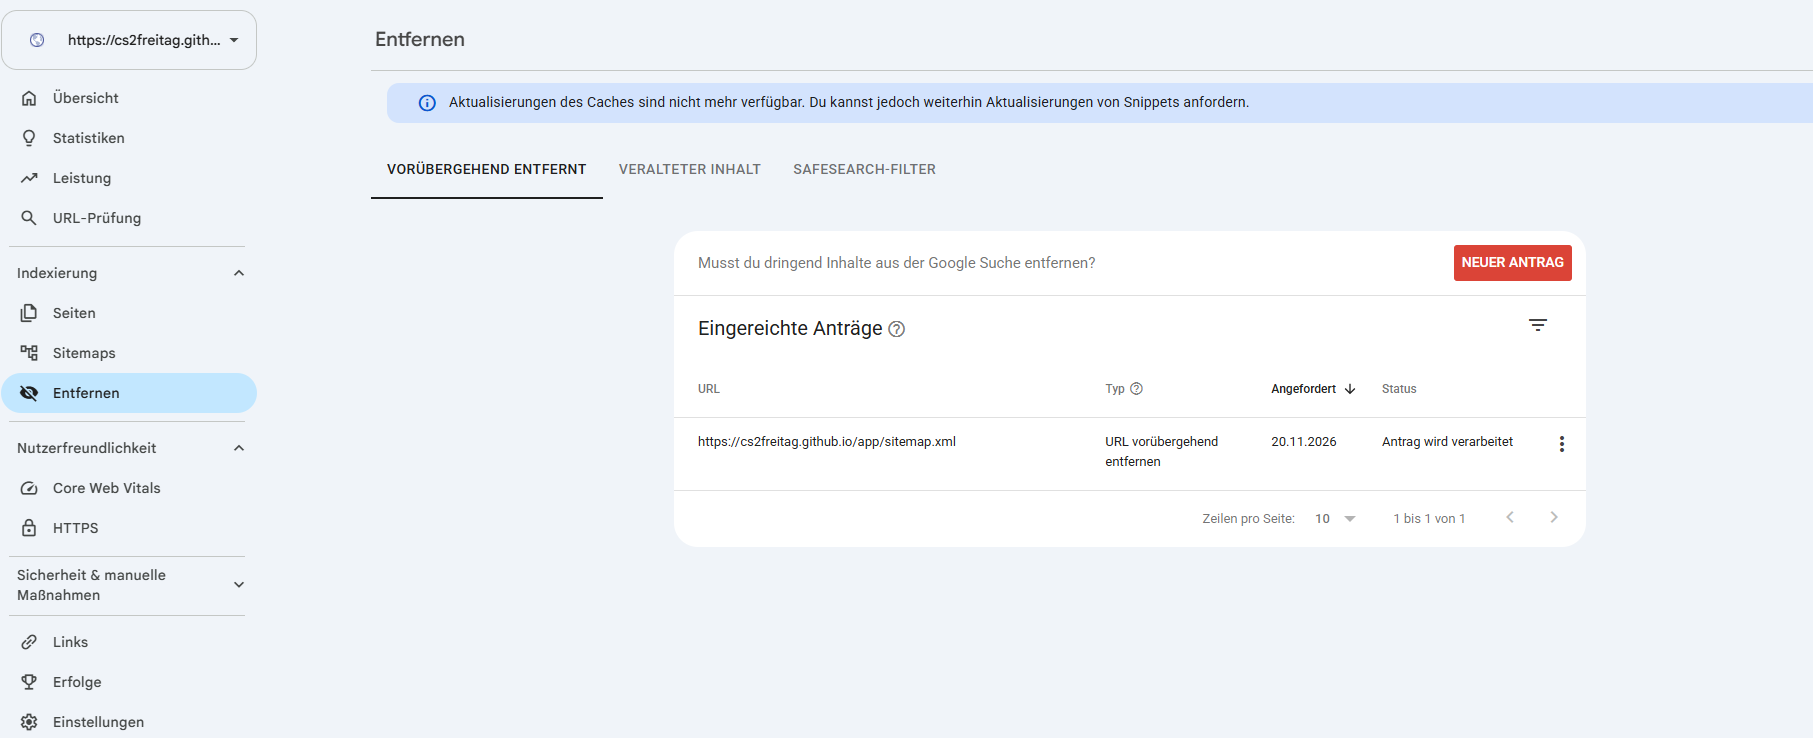 https://cs2freitag.gith...
Übersicht
Statistiken
Leistung
URL-Prüfung
Indexierung
Seiten
Sitemaps
Entfernen
Nutzerfreundlichkeit
Core Web Vitals
HTTPS
Sicherheit & manuelle
Maßnahmen
Links
Erfolge
Einstellungen
Entfernen
Aktualisierungen des Caches sind nicht mehr verfügbar. Du kannst jedoch weiterhin Aktualisierungen von Snippets anfordern.
VORÜBERGEHEND ENTFERNT VERALTETER INHALT SAFESEARCH-FILTER
Musst du dringend Inhalte aus der Google Suche entfernen? NEUER ANTRAG
Eingereichte Anträge
URL Typ Angefordert Status
https://cs2freitag.github.io/app/sitemap.xml URL vorübergehend 20.11.2026 Antrag wird verarbeitet
entfernen
Zeilen pro Seite: 10 1 bis 1 von 1